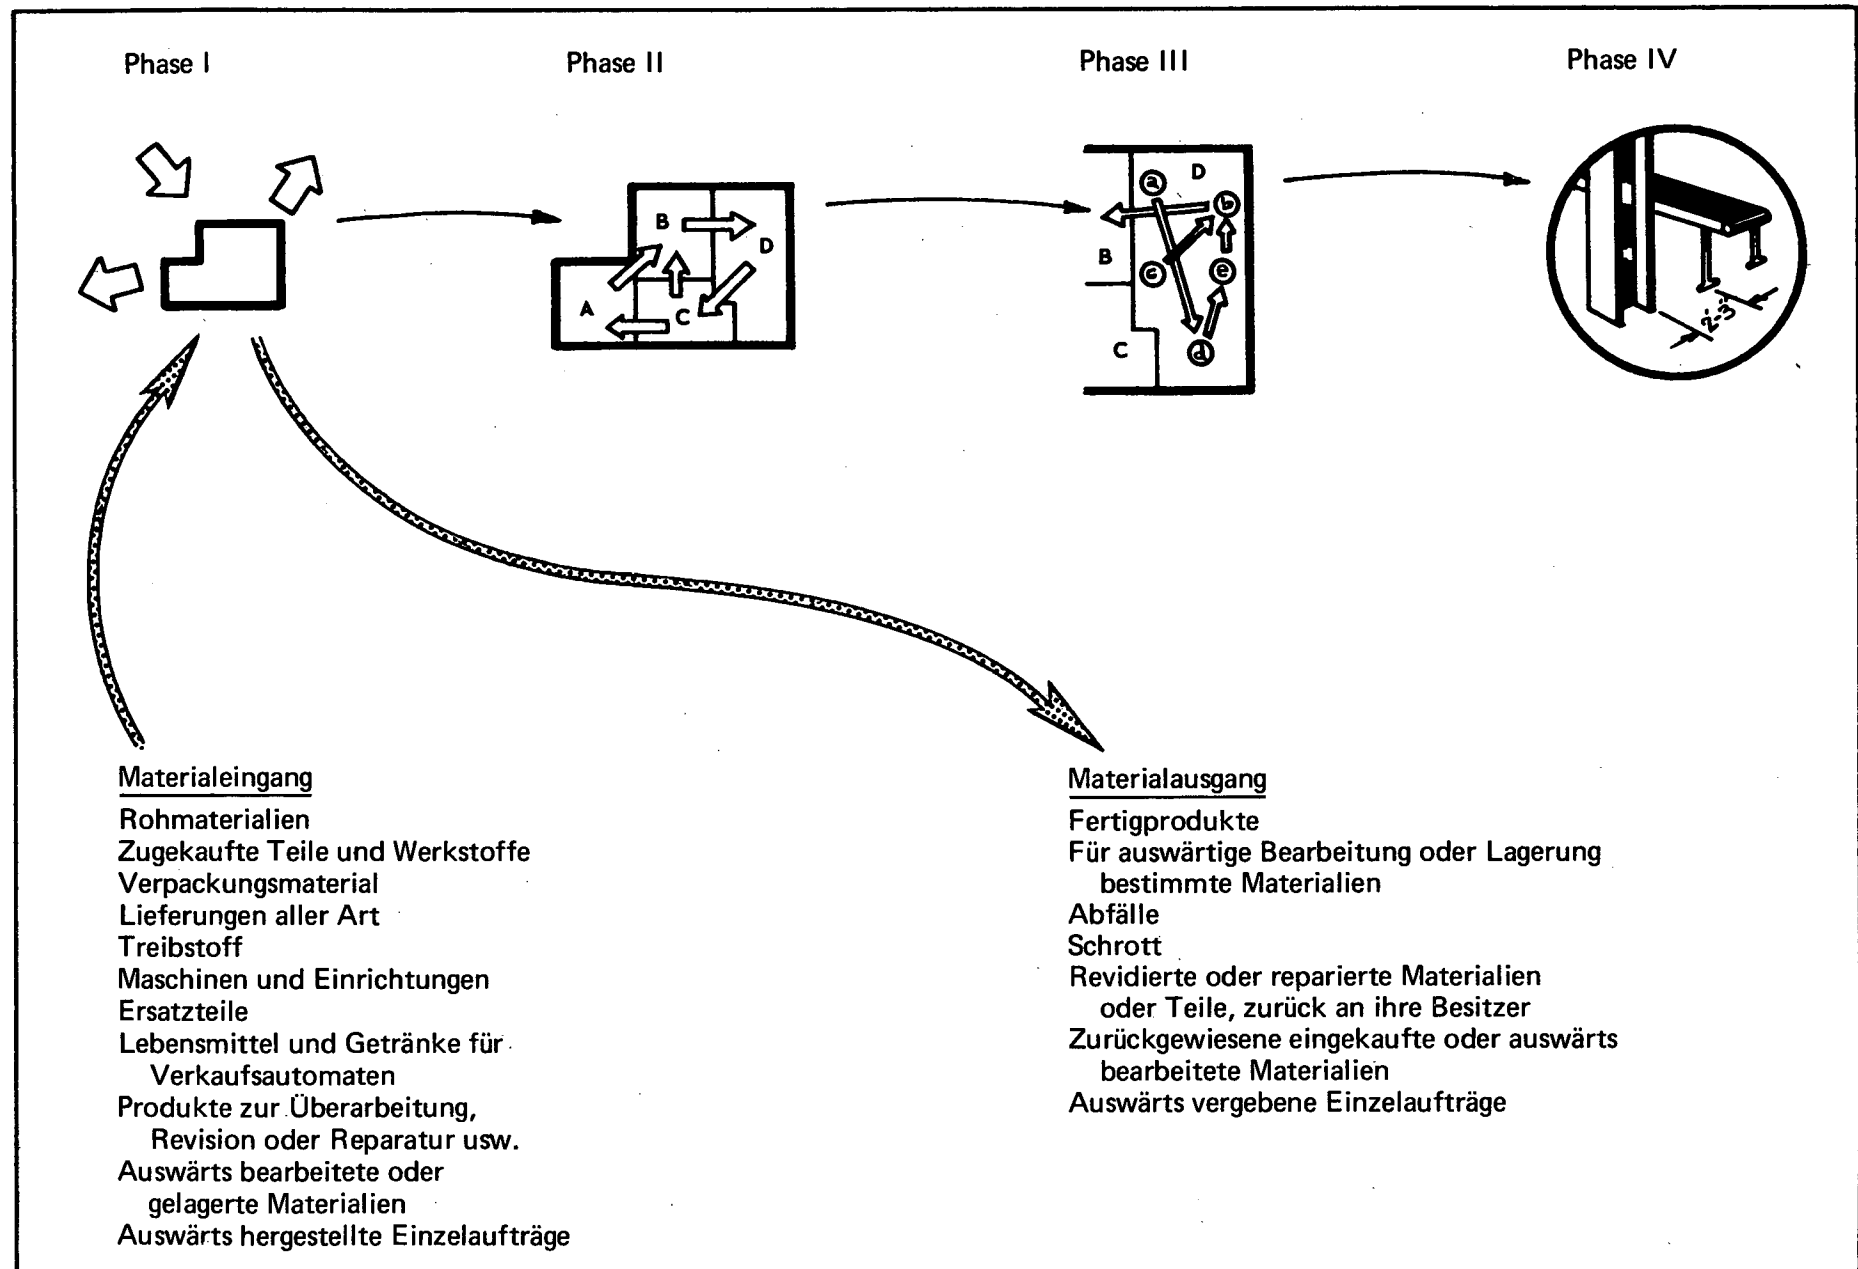 Phase I
Phase II
Phase III
Phase IV
B
D
A
C
a
D
b
B
c
e
C
d
2'-3'
Materialeingang
Rohmaterialien
Zugekaufte Teile und Werkstoffe
Verpackungsmaterial
Lieferungen aller Art
Treibstoff
Maschinen und Einrichtungen
Ersatzteile
Lebensmittel und Getränke für
Verkaufsautomaten
Produkte zur Überarbeitung,
Revision oder Reparatur usw.
Auswärts bearbeitete oder
gelagerte Materialien
Auswärts hergestellte Einzelaufträge
Materialausgang
Fertigprodukte
Für auswärtige Bearbeitung oder Lagerung
bestimmte Materialien
Abfälle
Schrott
Revidierte oder reparierte Materialien
oder Teile, zurück an ihre Besitzer
Zurückgewiesene eingekaufte oder auswärts
bearbeitete Materialien
Auswärts vergebene Einzelaufträge